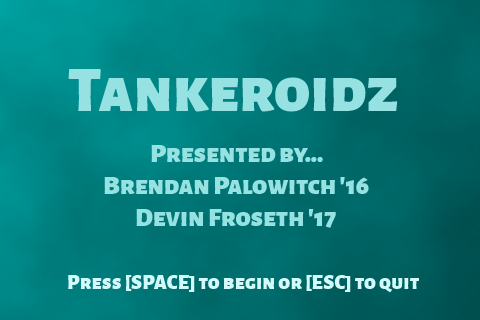 Tankeroidz
Presented by...
Brendan Palowitch '16
Devin Froseth '17
Press [SPACE] to begin or [ESC] to quit